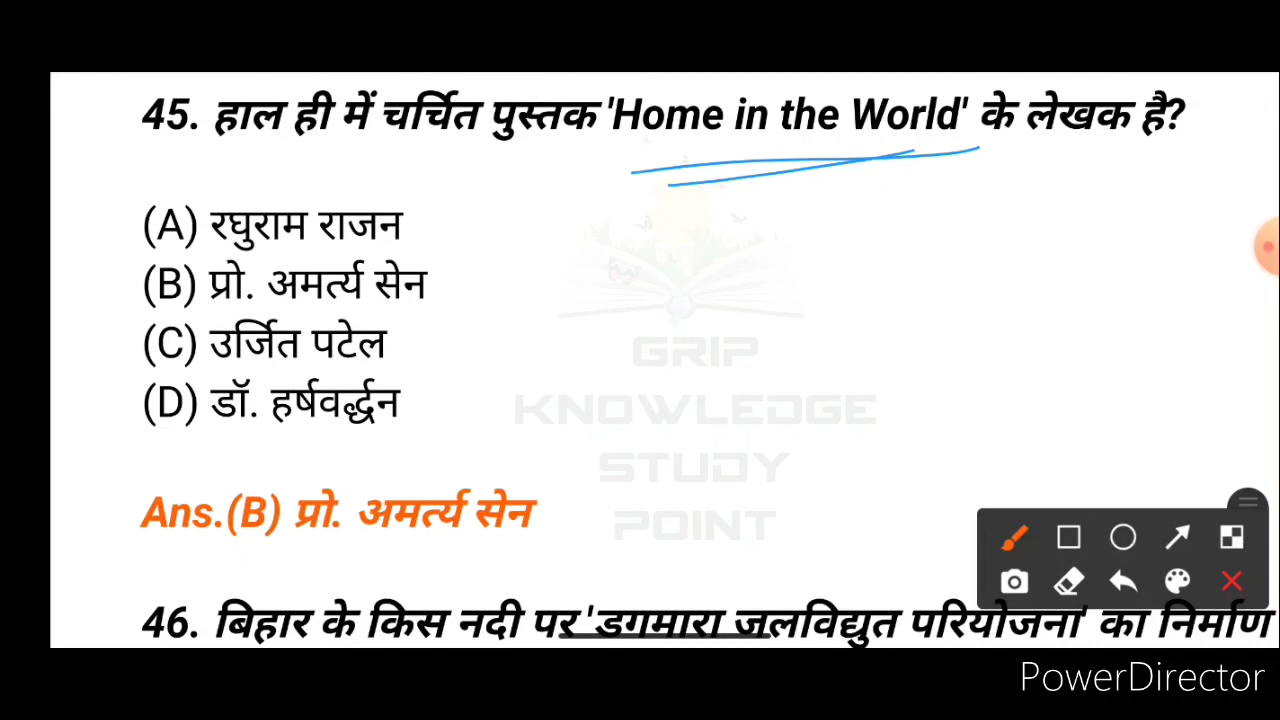 45. हाल ही में चर्चित पुस्तक 'Home in the World' के लेखक है?
(A) रघुराम राजन
(B) प्रो. अमर्त्य सेन
(C) उर्जित पटेल
(D) डॉ. हर्षवर्द्धन
GRIP
KNOWLEDGE
STUDY
POINT
Ans.(B) प्रो. अमर्त्य सेन
46. बिहार के किस नदी पर 'डगमारा जलविद्युत परियोजना' का निर्माण
PowerDirector